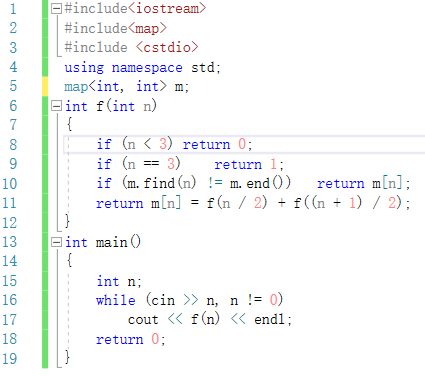 1 #include<iostream>
2 #include<map>
3 #include <cstdio>
4 using namespace std;
5 map<int, int> m;
6 int f(int n)
7 {
8 if (n < 3) return 0;
9 if (n == 3)    return 1;
10 if (m.find(n) != m.end())   return m[n];
11 return m[n] = f(n / 2) + f((n + 1) / 2);
12 }
13 int main()
14 {
15 int n;
16 while (cin >> n, n != 0)
17 cout << f(n) << endl;
18 return 0;
19 }